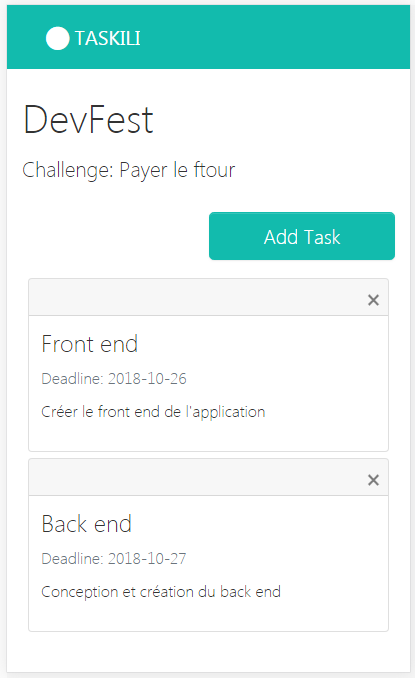 TASKILI
DevFest
Challenge: Payer le ftour
Add Task
×
Front end
Deadline: 2018-10-26
Créer le front end de l'application
×
Back end
Deadline: 2018-10-27
Conception et création du back end